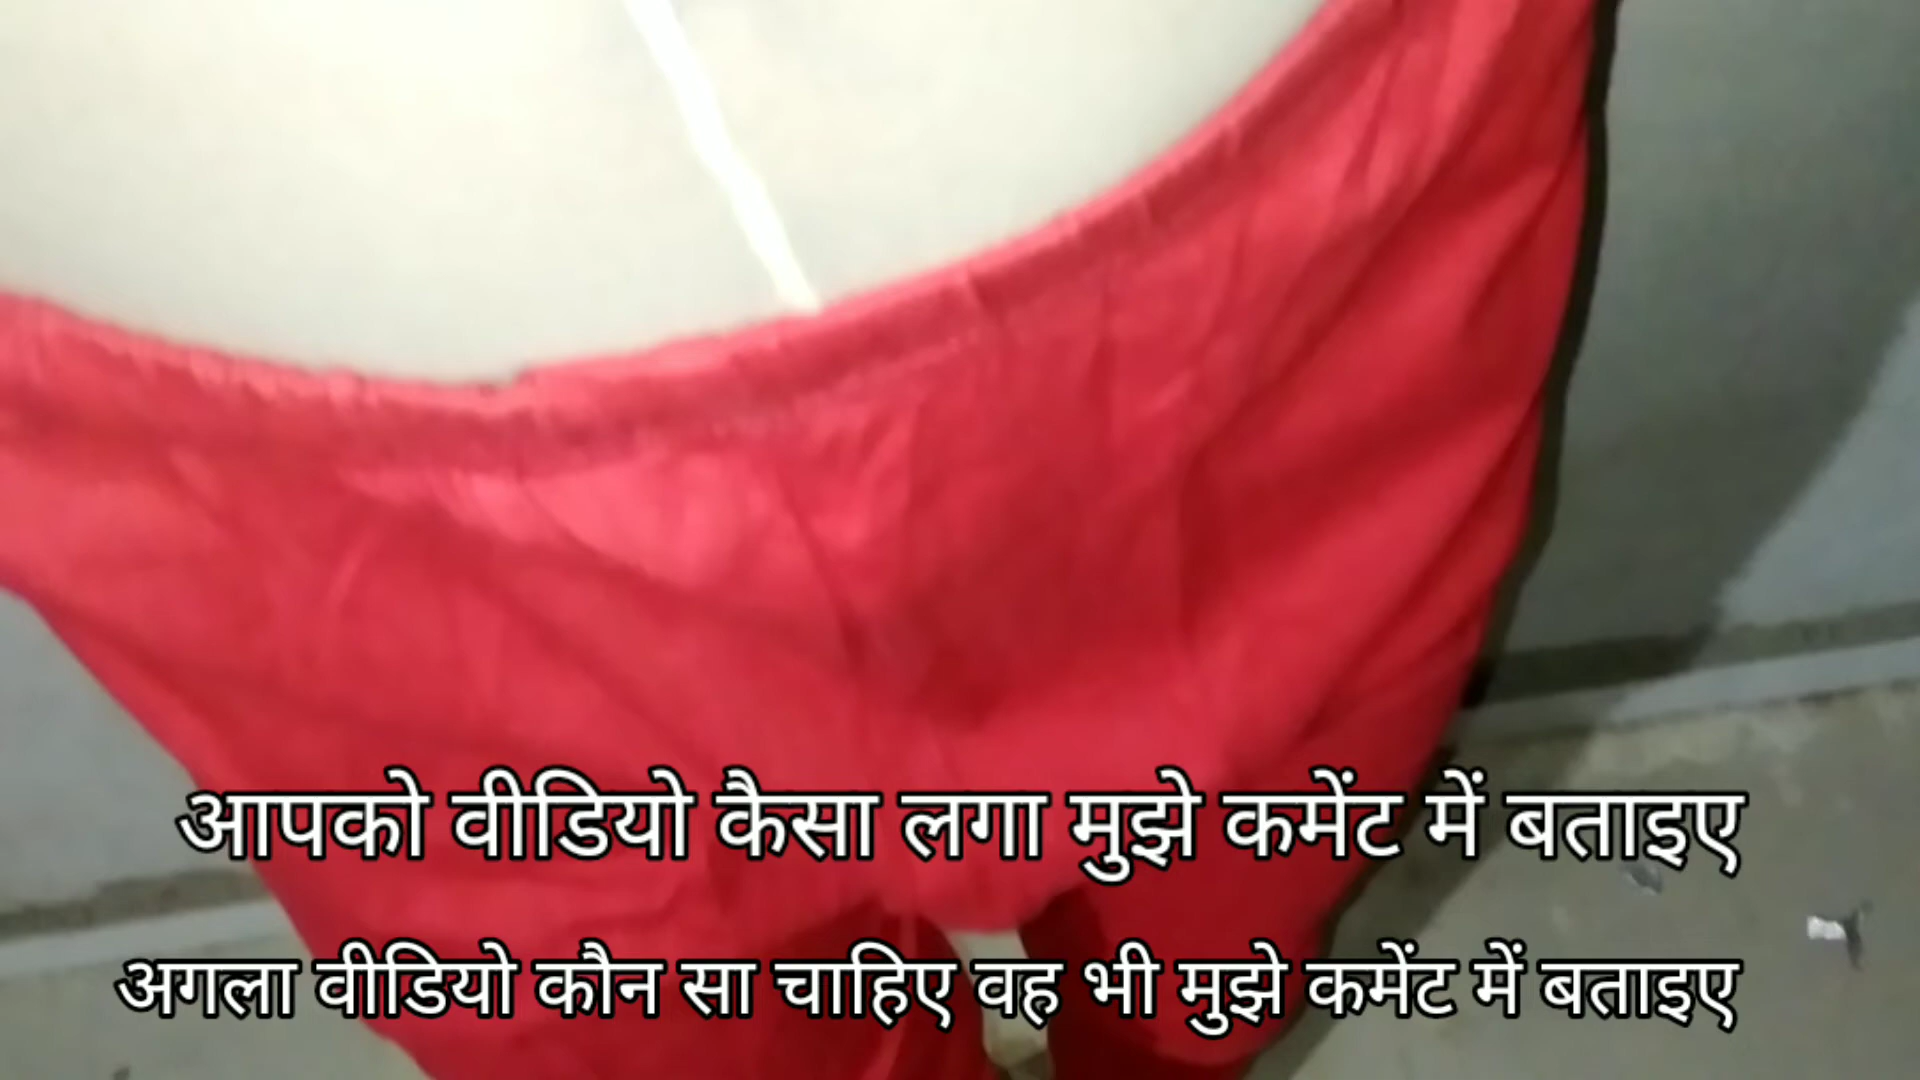 आपको वीडियो कैसा लगा मुझे कमेंट में बताइए
अगला वीडियो कौन सा चाहिए वह भी मुझे कमेंट में बताइए